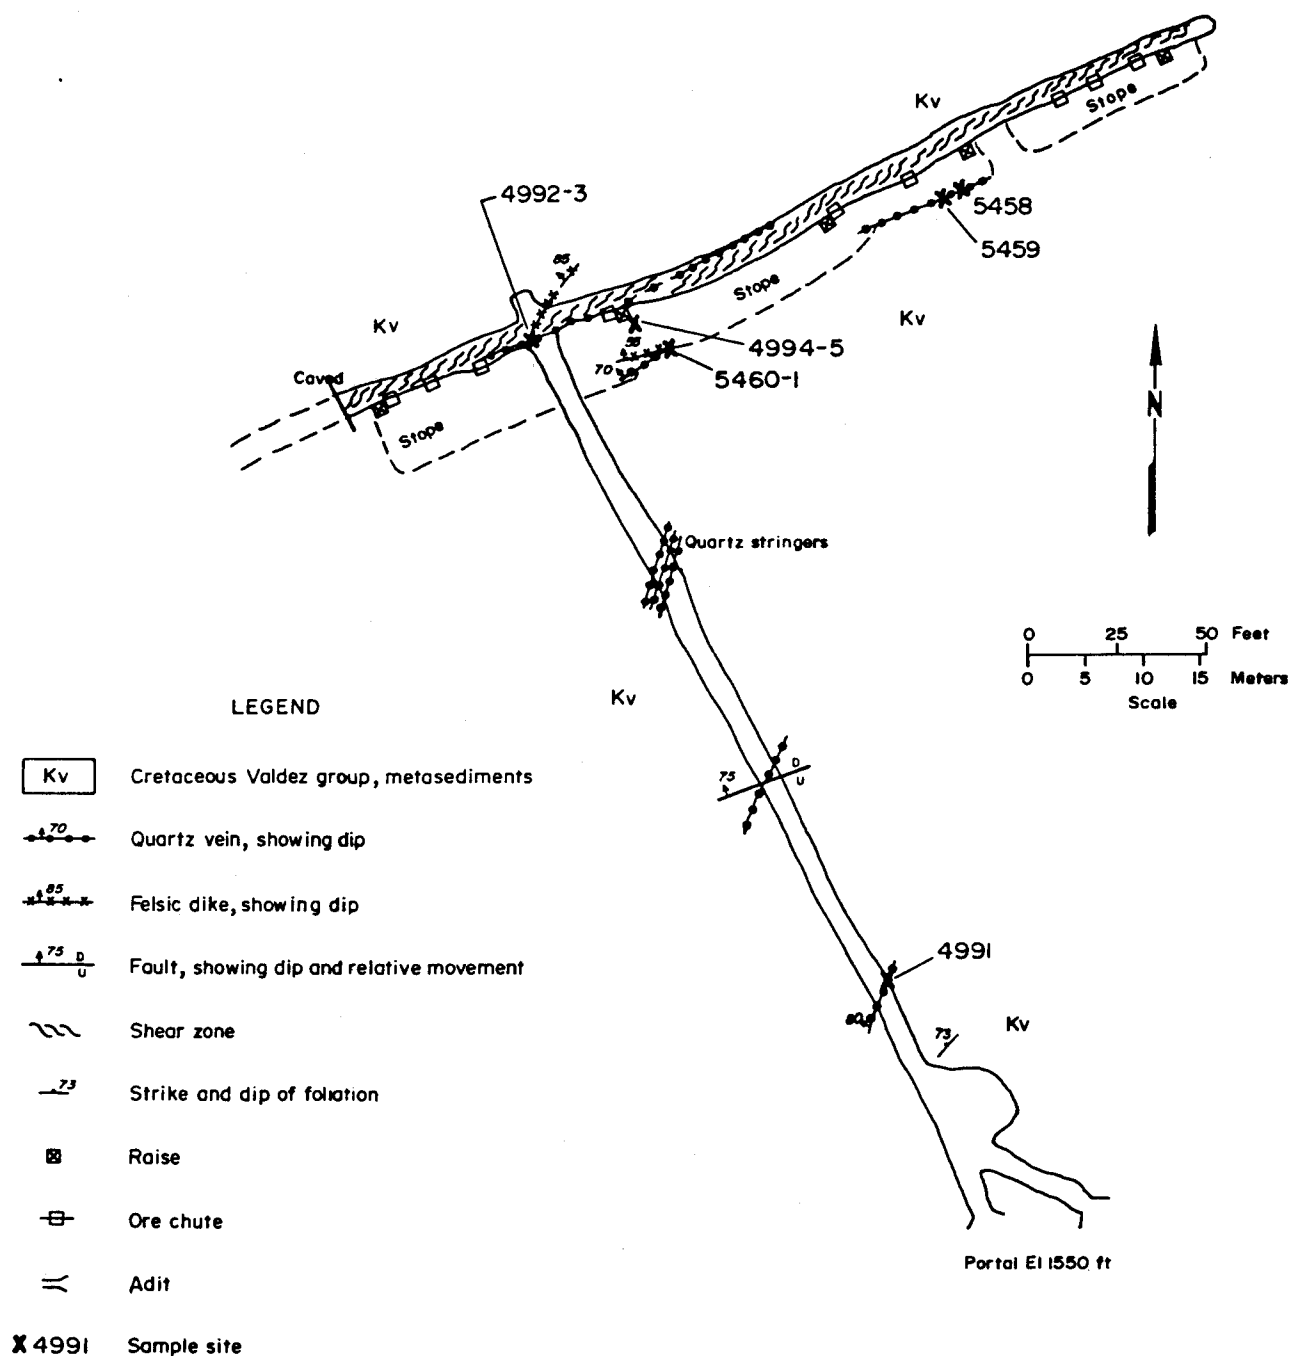 Kv
Stope
4992-3
5458
5459
85
Stope
Kv
Kv
4994-5
55
70
5460-1
Caved
Stope
N
Quartz stringers
0 25 50 Feet
0 5 10 15 Meters
Scale
Kv
LEGEND
Kv Cretaceous Valdez group, metasediments
70 Quartz vein, showing dip
85 Felsic dike, showing dip
75 D U Fault, showing dip and relative movement
Shear zone
73 Strike and dip of foliation
Raise
Ore chute
Adit
X 4991 Sample site
75
D
U
4991
80
73
Kv
Portal El 1550 ft